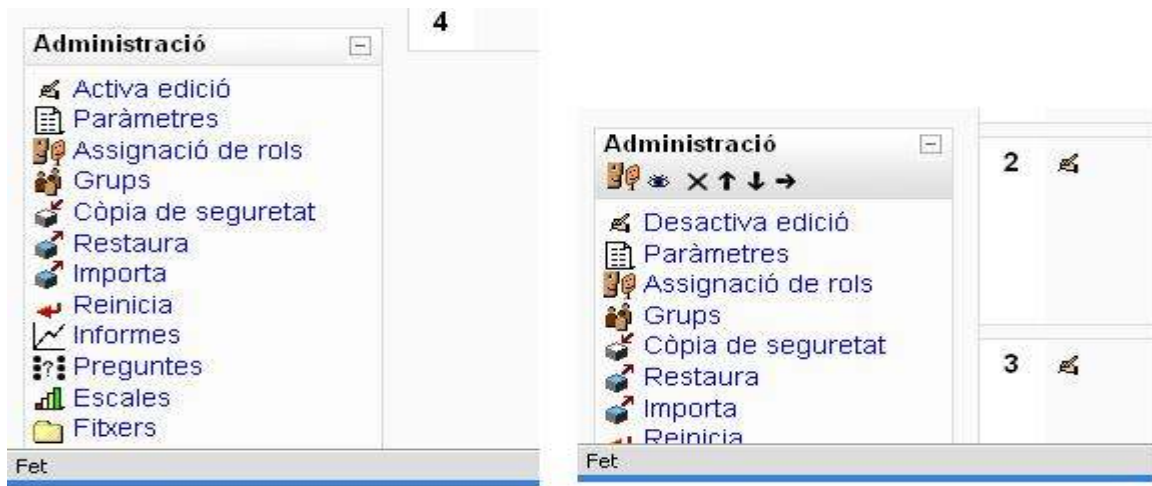 Administració
4
Activa edició
Paràmetres
Assignació de rols
Grups
Còpia de seguretat
Restaura
Importa
Reinicia
Informes
Preguntes
Escales
Fitxers
Fet
Administració
2
Desactiva edició
Paràmetres
Assignació de rols
Grups
Còpia de seguretat
3
Restaura
Importa
Reinicia
Fet